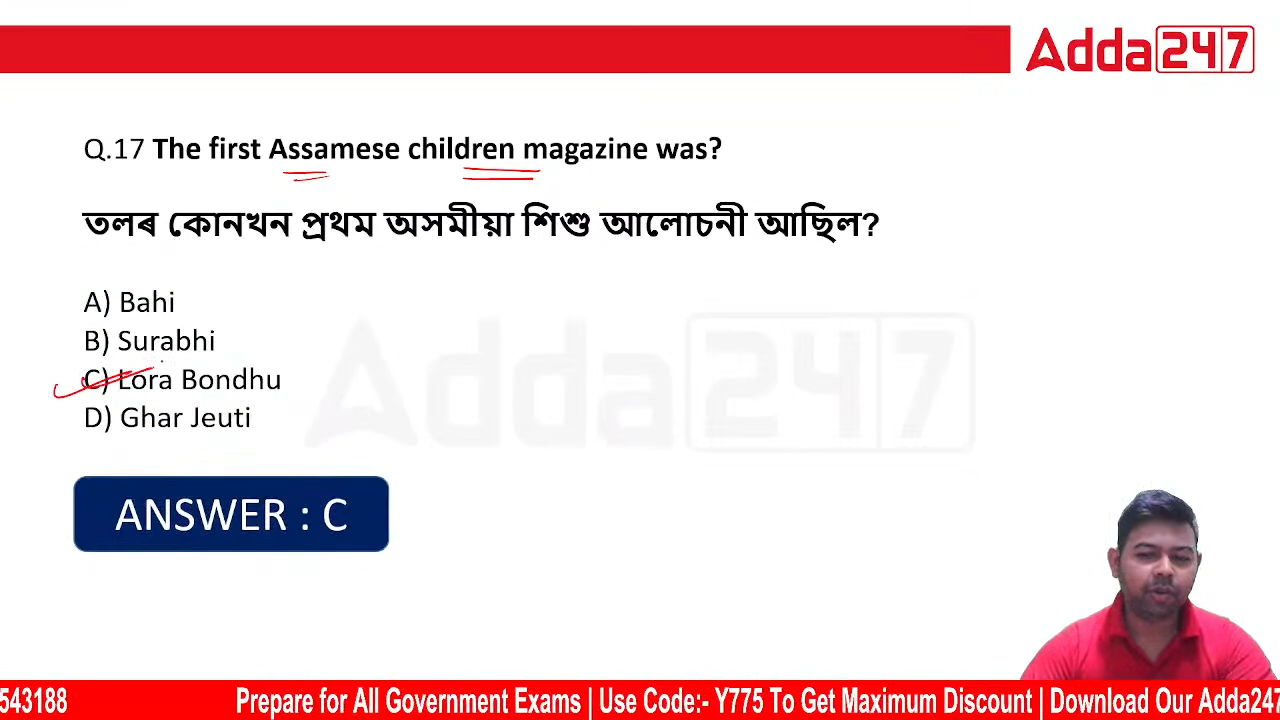 Adda247
Q.17 The first Assamese children magazine was?
তলৰ কোনখন প্ৰথম অসমীয়া শিশু আলোচনী আছিল?
A) Bahi
B) Surabhi
C) Lora Bondhu
D) Ghar Jeuti
Adda247
ANSWER : C
543188 Prepare for All Government Exams | Use Code:- Y775 To Get Maximum Discount | Download Our Adda247